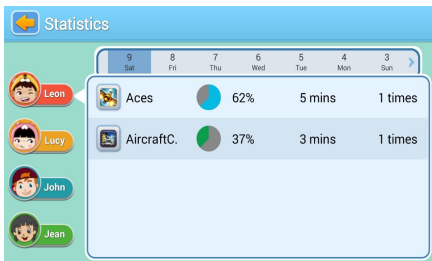 Statistics
9 8 7 6 5 4 3
Sat Fri Thu Wed Tue Mon Sun
Leon
Aces 62% 5 mins 1 times
Lucy
AircraftC. 37% 3 mins 1 times
John
Jean